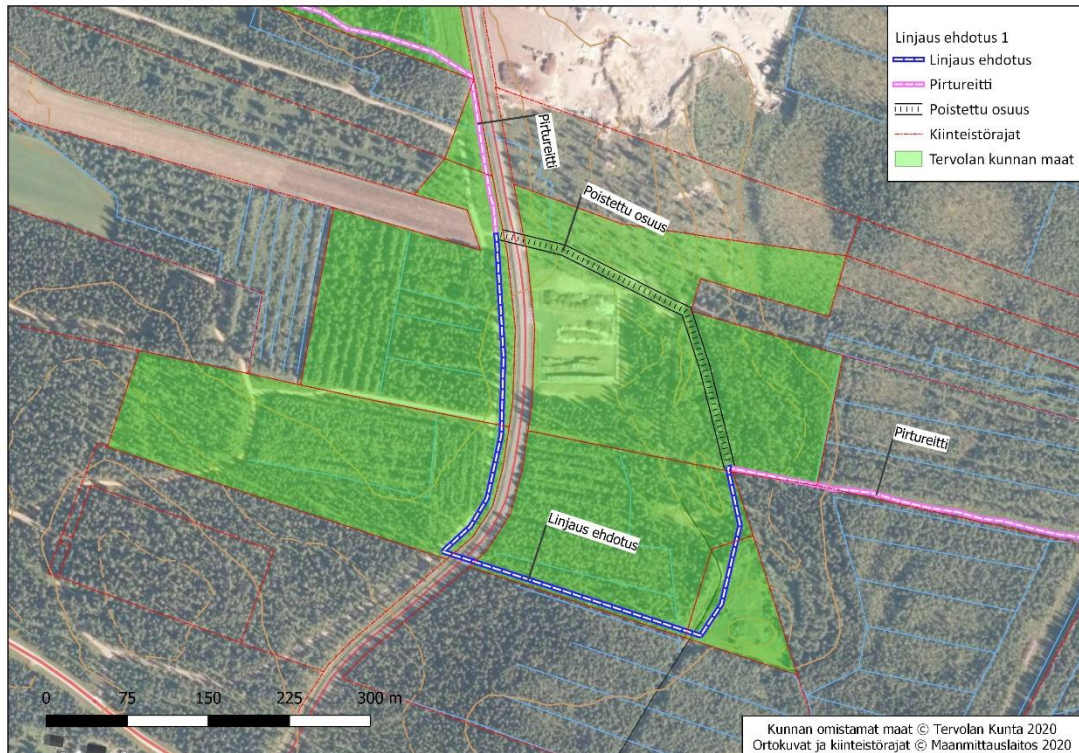 Linjaus ehdotus 1
Linjaus ehdotus
Pirtureitti
Poistettu osuus
Kiinteistörajat
Tervolan kunnan maat
Pirtureitti
Poistettu osuus
Pirtureitti
Linjaus ehdotus
0 75 150 225 300 m
Kunnan omistamat maat © Tervolan Kunta 2020
Ortokuvat ja kiinteistörajat © Maanmittauslaitos 2020